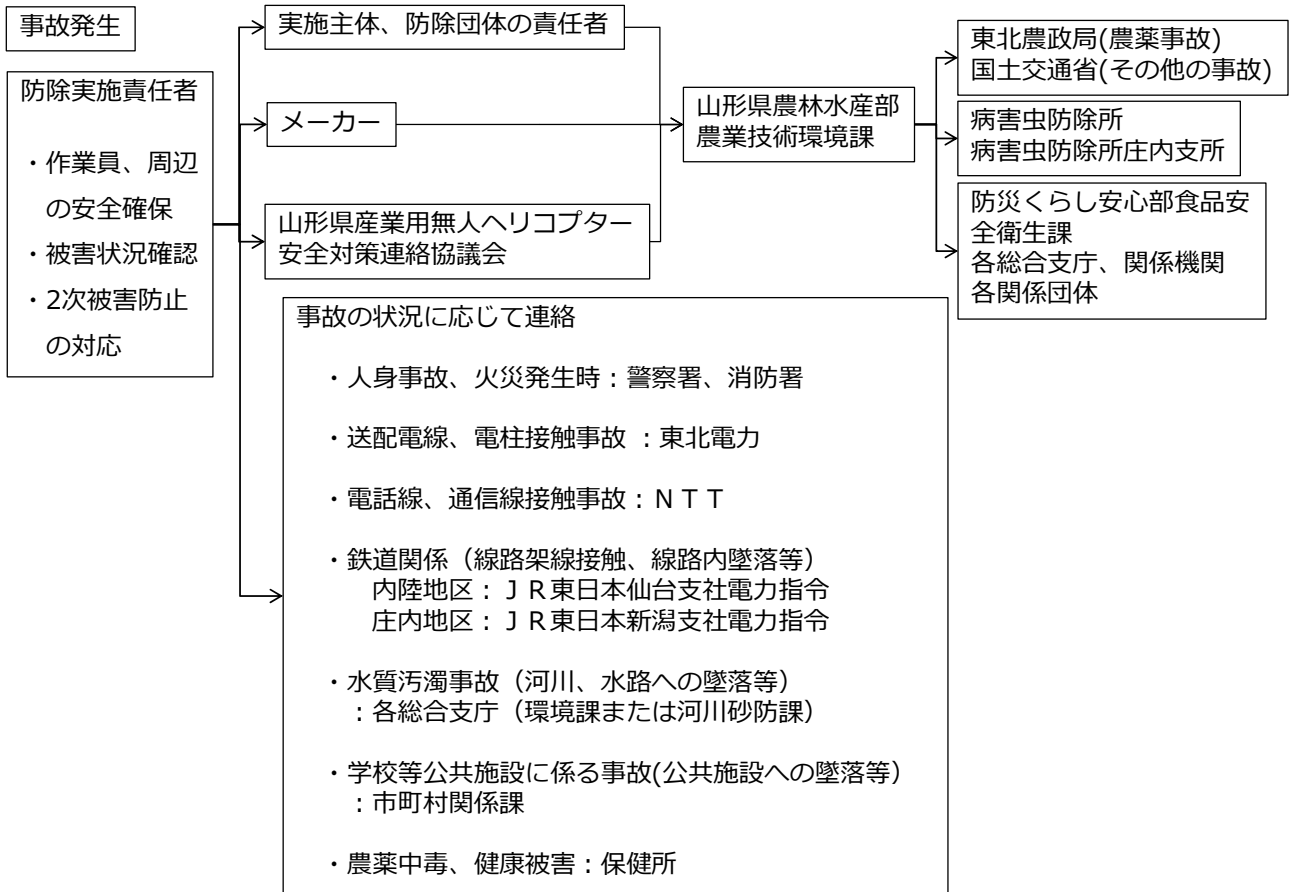 事故発生
防除実施責任者
・作業員、周辺
の安全確保
・被害状況確認
・2次被害防止
の対応
実施主体、防除団体の責任者
メーカー
山形県産業用無人ヘリコプター
安全対策連絡協議会
山形県農林水産部
農業技術環境課
東北農政局(農薬事故)
国土交通省(その他の事故)
病害虫防除所
病害虫防除所庄内支所
防災くらし安心部食品安
全衛生課
各総合支庁、関係機関
各関係団体
事故の状況に応じて連絡
・人身事故、火災発生時：警察署、消防署
・送配電線、電柱接触事故 ：東北電力
・電話線、通信線接触事故：ＮＴＴ
・鉄道関係（線路架線接触、線路内墜落等）
内陸地区：ＪＲ東日本仙台支社電力指令
庄内地区：ＪＲ東日本新潟支社電力指令
・水質汚濁事故（河川、水路への墜落等）
：各総合支庁（環境課または河川砂防課）
・学校等公共施設に係る事故(公共施設への墜落等）
：市町村関係課
・農薬中毒、健康被害：保健所